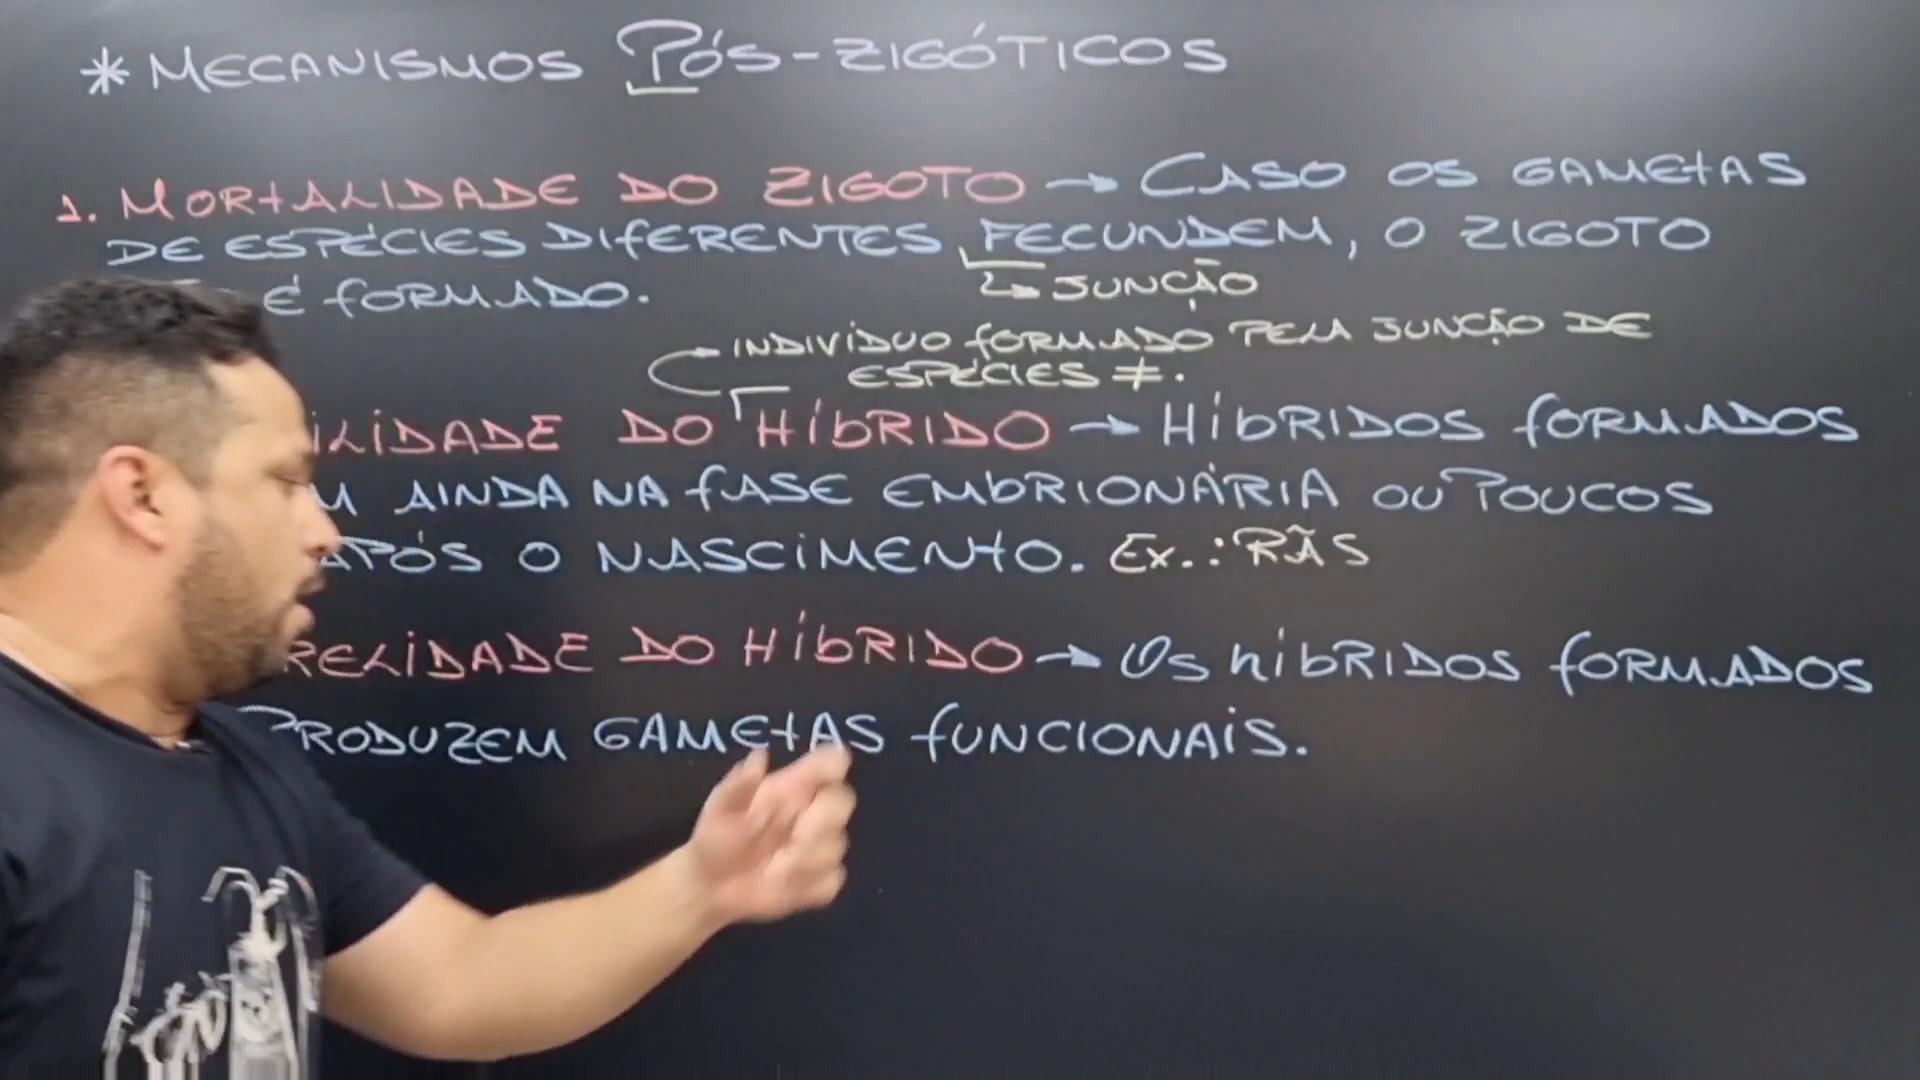 * MECANISMOS PÓS-ZIGÓTICOS
1. MORTALIDADE DO ZIGOTO → CASO OS GAMETAS
DE ESPÉCIES DIFERENTES FECUNDEM, O ZIGOTO
É FORMADO.
↳ JUNÇÃO
INDIVÍDUO FORMADO PELA JUNÇÃO DE
ESPÉCIES ≠.
ILIDADE DO HÍBRIDO → HÍBRIDOS FORMADOS
M AINDA NA FASE EMBRIONÁRIA OU POUCOS
APÓS O NASCIMENTO. EX.: RÃS
RELIDADE DO HÍBRIDO → OS HÍBRIDOS FORMADOS
PRODUZEM GAMETAS FUNCIONAIS.